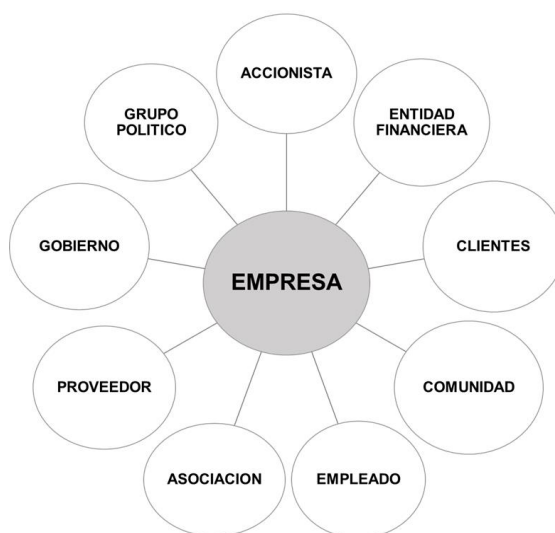 ACCIONISTA
GRUPO
POLITICO
ENTIDAD
FINANCIERA
GOBIERNO
CLIENTES
EMPRESA
PROVEEDOR
COMUNIDAD
ASOCIACION
EMPLEADO